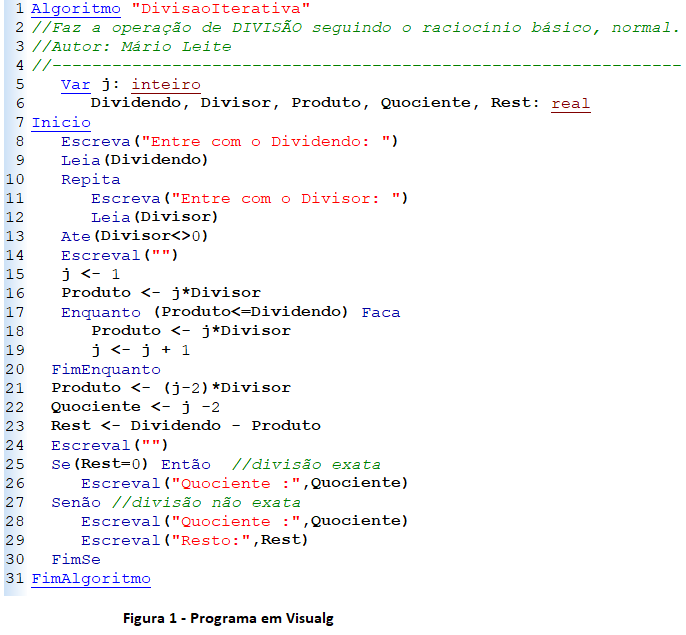 1 Algoritmo "DivisaoIterativa"
2 //Faz a operação de DIVISÃO seguindo o raciocínio básico, normal.
3 //Autor: Mário Leite
4 //---------------------------------------------------------------
5 Var j: inteiro
6 Dividendo, Divisor, Produto, Quociente, Rest: real
7 Inicio
8 Escreva("Entre com o Dividendo: ")
9 Leia(Dividendo)
10 Repita
11 Escreva("Entre com o Divisor: ")
12 Leia(Divisor)
13 Ate(Divisor<>0)
14 Escreval("")
15 j <- 1
16 Produto <- j*Divisor
17 Enquanto (Produto<=Dividendo) Faca
18 Produto <- j*Divisor
19 j <- j + 1
20 FimEnquanto
21 Produto <- (j-2)*Divisor
22 Quociente <- j -2
23 Rest <- Dividendo - Produto
24 Escreval("")
25 Se(Rest=0) Então //divisão exata
26 Escreval("Quociente :",Quociente)
27 Senão //divisão não exata
28 Escreval("Quociente :",Quociente)
29 Escreval("Resto:",Rest)
30 FimSe
31 FimAlgoritmo
Figura 1 - Programa em Visualg